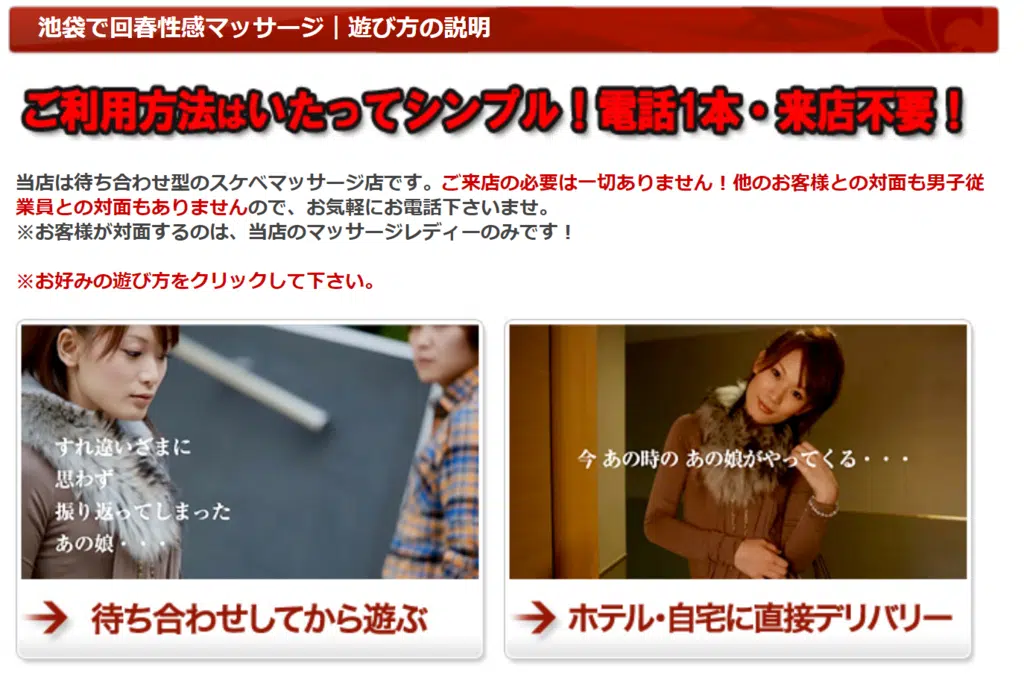 池袋で回春性感マッサージ｜遊び方の説明
ご利用方法はいたってシンプル！電話1本・来店不要！
当店は待ち合わせ型のスケベマッサージ店です。ご来店の必要は一切ありません！他のお客様との対面も男子従
業員との対面もありませんので、お気軽にお電話下さいませ。
※お客様が対面するのは、当店のマッサージレディーのみです！
※お好みの遊び方をクリックして下さい。
すれ違いざまに
思わず
振り返ってしまった
あの娘・・・
待ち合わせしてから遊ぶ
今 あの時の あの娘がやってくる・・・
ホテル・自宅に直接デリバリー